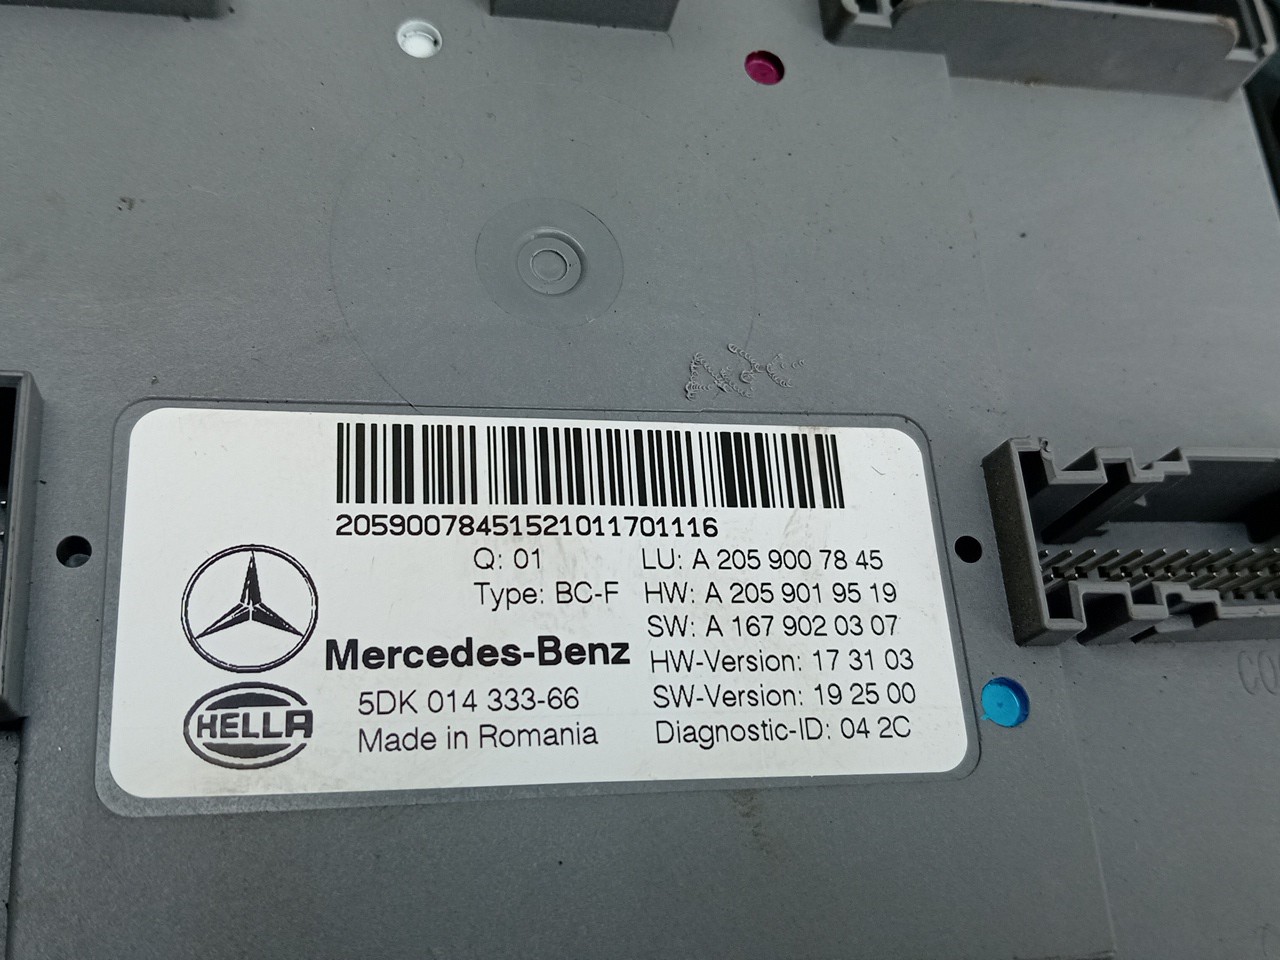 20590078451521011701116
Q: 01
LU: A 205 900 78 45
Type: BC-F
HW: A 205 901 95 19
SW: A 167 902 03 07
Mercedes-Benz
HW-Version: 17 31 03
HELLA
5DK 014 333-66
SW-Version: 19 25 00
Made in Romania
Diagnostic-ID: 04 2C
CO